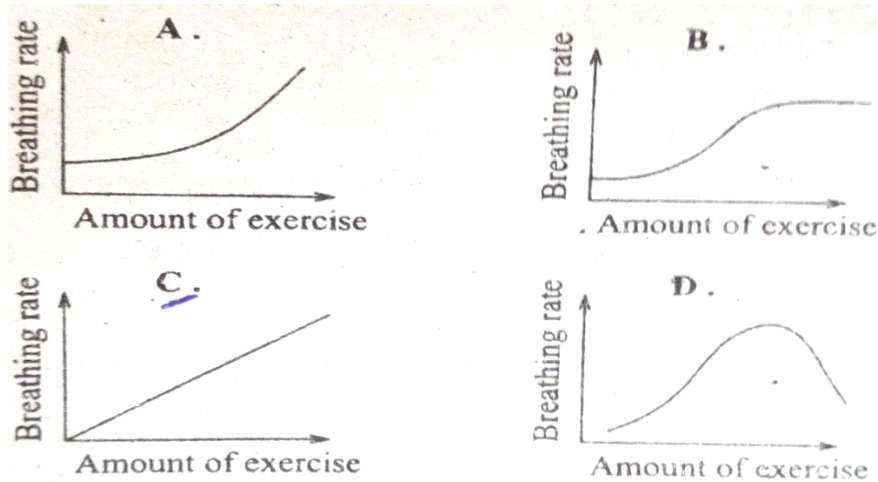 A .
Breathing rate
Amount of exercise
B .
Breathing rate
. Amount of exercise
C .
Breathing rate
Amount of exercise
D .
Breathing rate
Amount of exercise